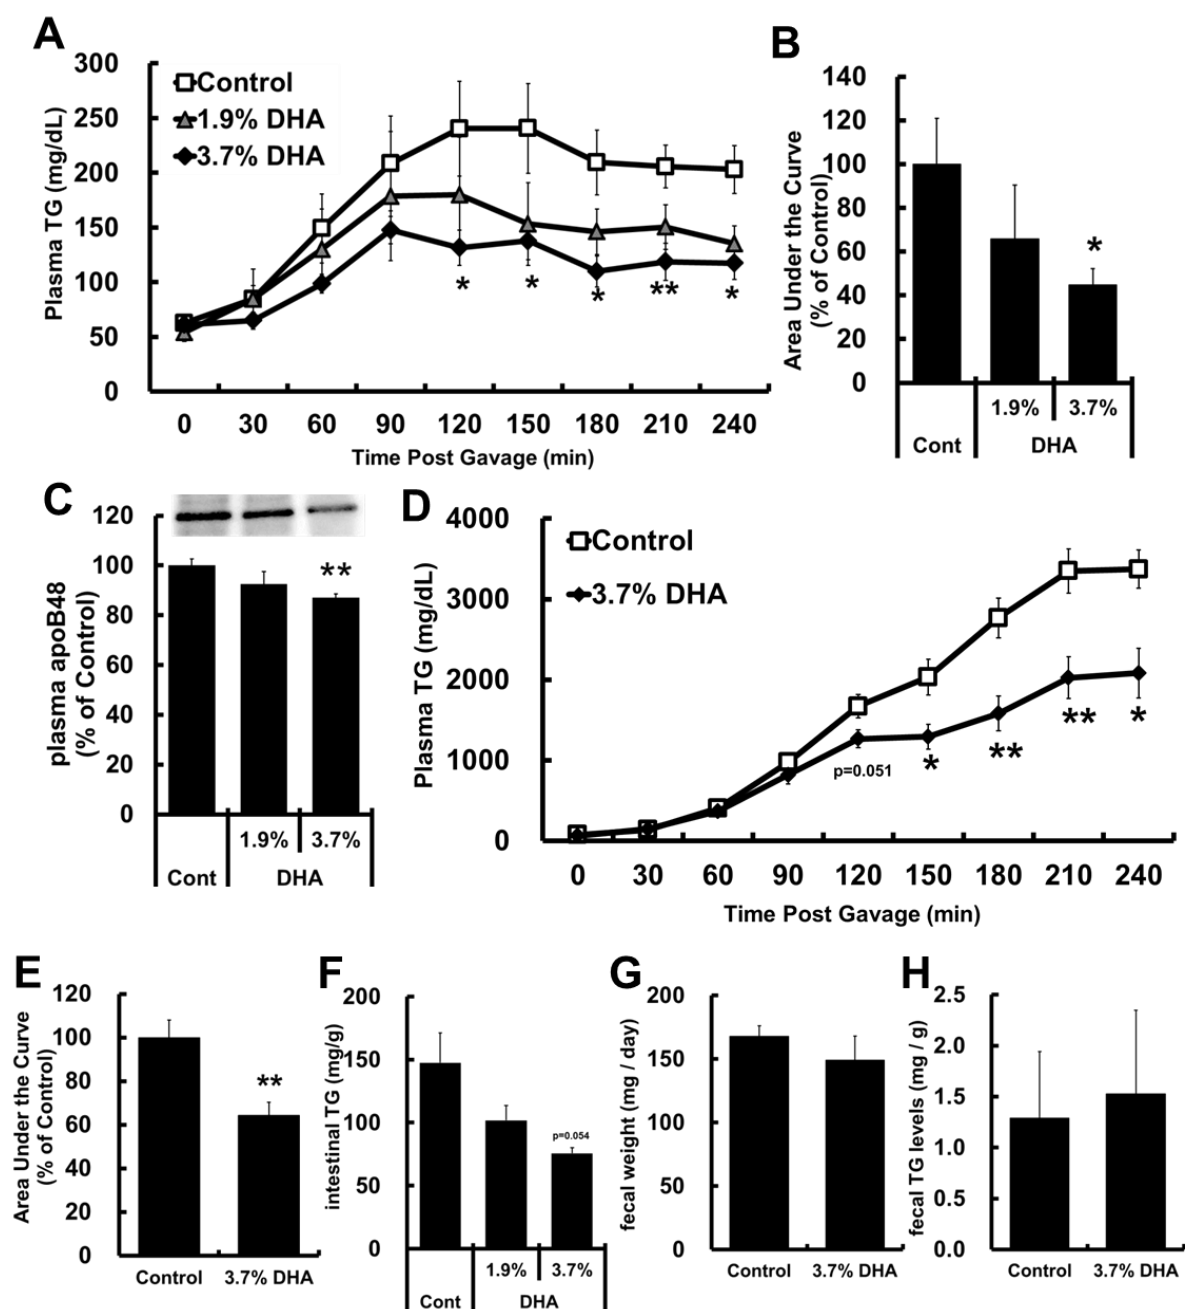 A
Plasma TG (mg/dL)
300
250
200
150
100
50
0
Control
1.9% DHA
3.7% DHA
* * * ** *
0 30 60 90 120 150 180 210 240
Time Post Gavage (min)
B
Area Under the Curve
(% of Control)
140
120
100
80
60
40
20
0
*
1.9% 3.7%
Cont DHA
C
plasma apoB48
(% of Control)
120
100
80
60
40
20
0
**
1.9% 3.7%
Cont DHA
D
Plasma TG (mg/dL)
4000
3000
2000
1000
0
Control
3.7% DHA
p=0.051 * ** ** *
0 30 60 90 120 150 180 210 240
Time Post Gavage (min)
E
Area Under the Curve
(% of Control)
120
100
80
60
40
20
0
**
Control 3.7% DHA
F
intestinal TG (mg/g)
200
150
100
50
0
p=0.054
1.9% 3.7%
Cont DHA
G
fecal weight (mg / day)
200
150
100
50
0
Control 3.7% DHA
H
fecal TG levels (mg / g)
2.5
2.0
1.5
1.0
0.5
0.0
Control 3.7% DHA